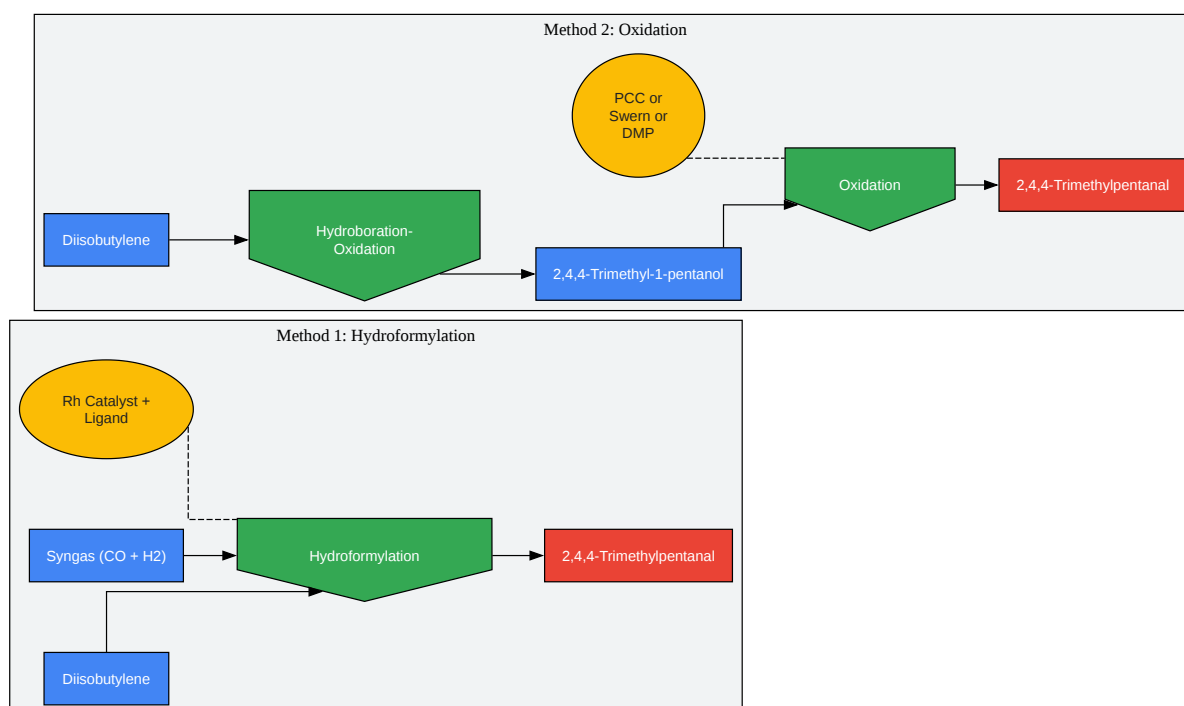 Method 2: Oxidation
PCC or
Swern or
DMP
Oxidation
2,4,4-Trimethylpentanal
Diisobutylene
Hydroboration-
Oxidation
2,4,4-Trimethyl-1-pentanol
Method 1: Hydroformylation
Rh Catalyst +
Ligand
Syngas (CO + H2)
Hydroformylation
2,4,4-Trimethylpentanal
Diisobutylene